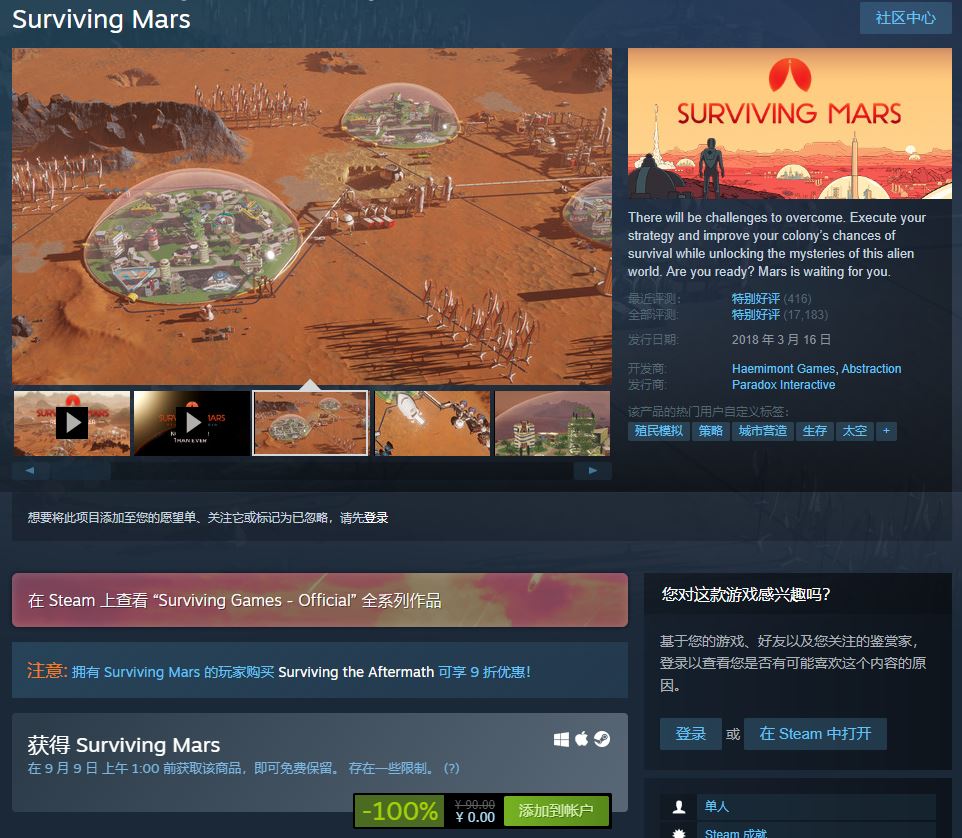 Surviving Mars
社区中心
SURVIVING MARS
There will be challenges to overcome. Execute your
strategy and improve your colony's chances of
survival while unlocking the mysteries of this alien
world. Are you ready? Mars is waiting for you.
最近评测: 特别好评 (416)
全部评测: 特别好评 (17,183)
发行日期: 2018 年 3 月 16 日
开发商: Haemimont Games, Abstraction
发行商: Paradox Interactive
该产品的热门用户自定义标签:
殖民模拟 策略 城市营造 生存 太空 +
想要将此项目添加至您的愿望单、关注它或标记为已忽略，请先登录
在 Steam 上查看 “Surviving Games - Official” 全系列作品
注意: 拥有 Surviving Mars 的玩家购买 Surviving the Aftermath 可享 9 折优惠!
获得 Surviving Mars
在 9 月 9 日 上午 1:00 前获取该商品，即可免费保留。 存在一些限制。 (?)
-100% ¥ 90.00
¥ 0.00
添加到帐户
您对这款游戏感兴趣吗?
基于您的游戏、好友以及您关注的鉴赏家，
登录以查看您是否有可能喜欢这个内容的原
因。
登录 或 在 Steam 中打开
单人
Steam 成就